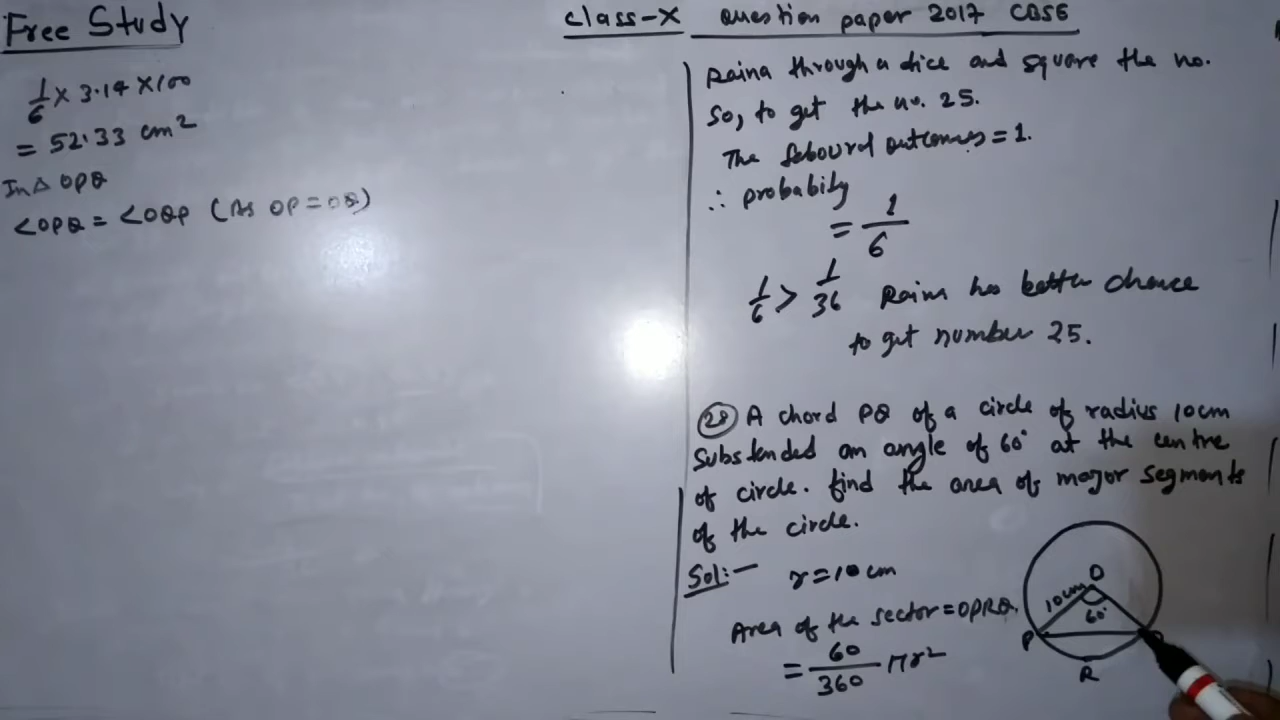 Free Study
Class-X Question paper 2017 CBSE
1/6 × 3.14 × 100
= 52.33 cm²
In △ OPQ
∠OPQ = ∠OQP (As OP = OQ)
Raina through a dice and square the no.
So, to get the no. 25.
The outcomes = 1.
∴ probability
= 1/6
1/6 > 1/36 Raina has better chance
to get number 25.
(28) A chord PQ of a circle of radius 10cm
Substended an angle of 60° at the centre
of circle. find the area of major segments
of the circle.
Sol:- r = 10 cm
Area of the sector = OPRQ.
= 60/360 πr²
O
10cm
60°
P
R